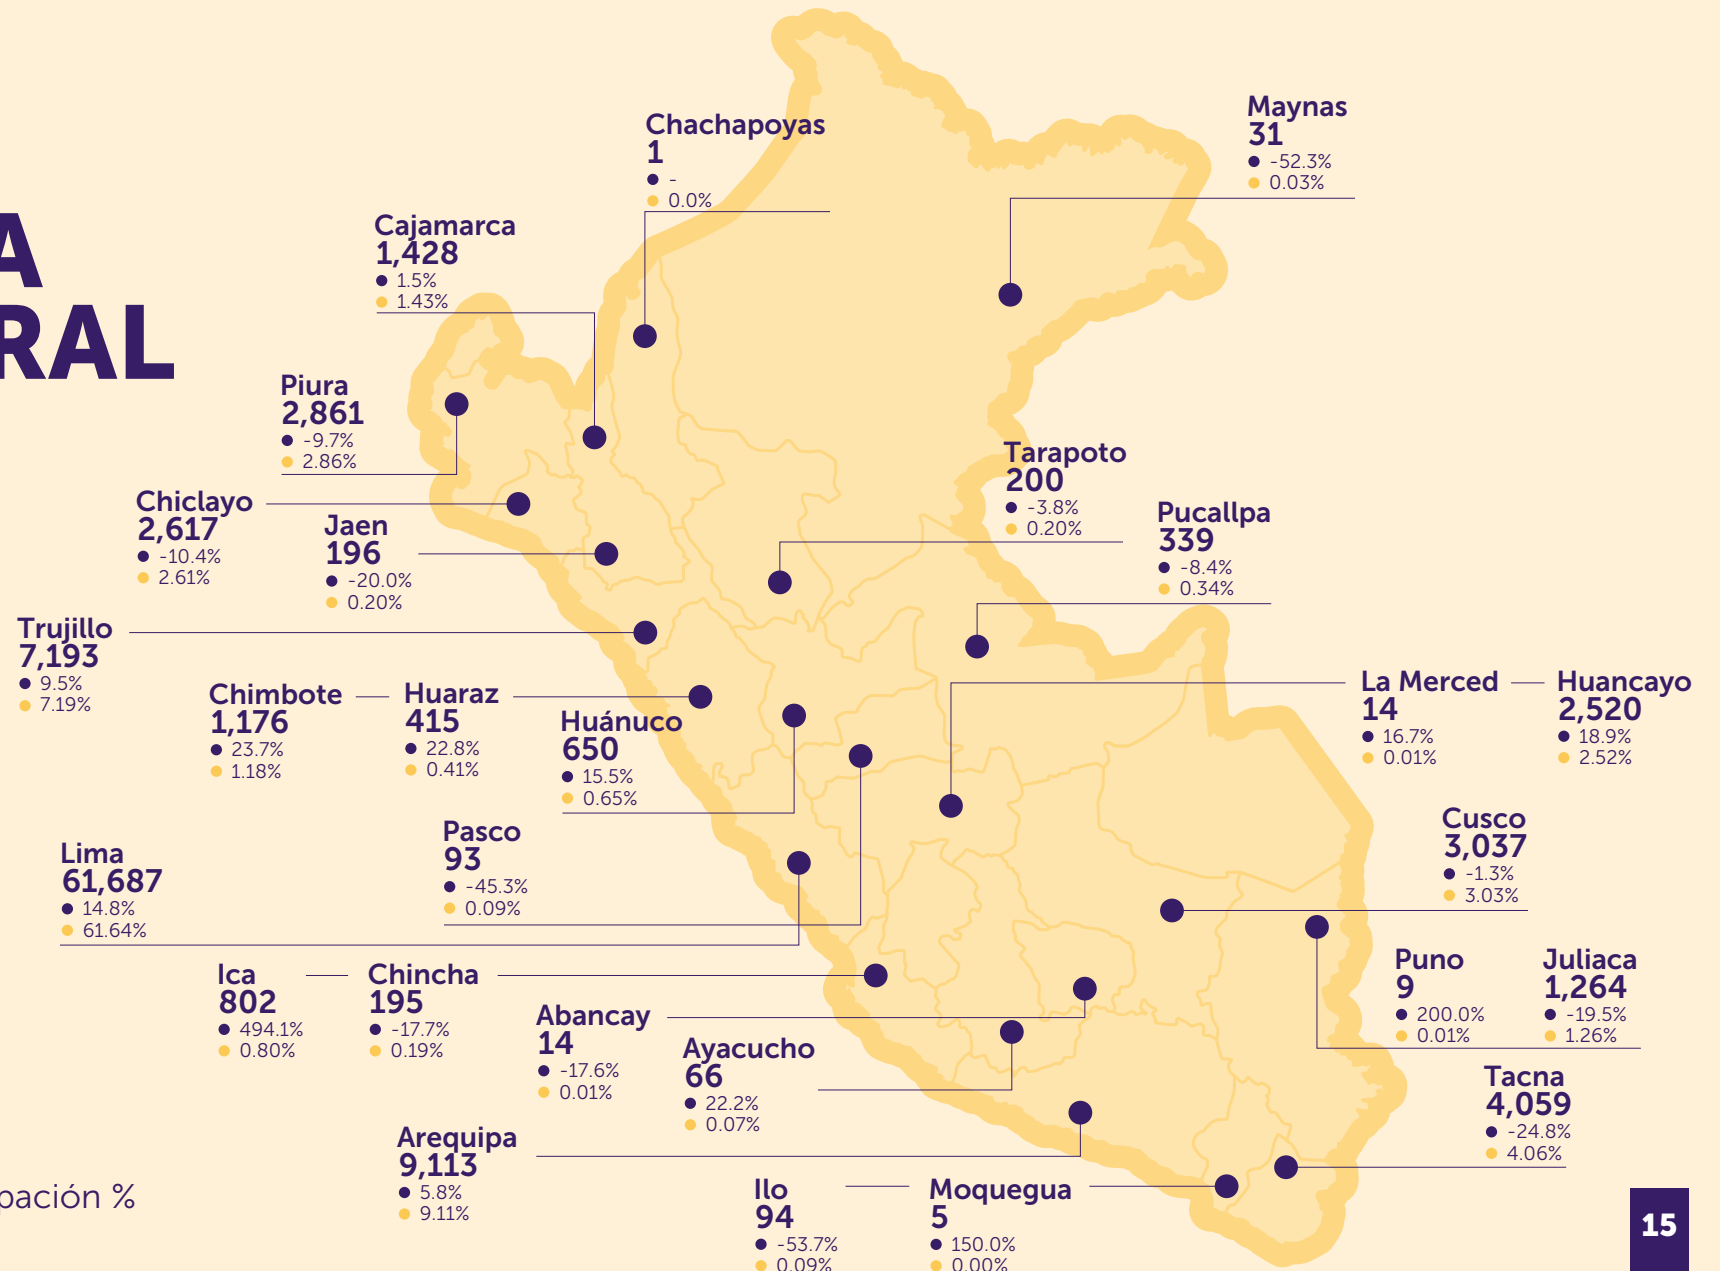 A
RAL
Chachapoyas
1
-
0.0%
Maynas
31
-52.3%
0.03%
Cajamarca
1,428
1.5%
1.43%
Piura
2,861
-9.7%
2.86%
Tarapoto
200
-3.8%
0.20%
Chiclayo
2,617
-10.4%
2.61%
Jaen
196
-20.0%
0.20%
Pucallpa
339
-8.4%
0.34%
Trujillo
7,193
9.5%
7.19%
Chimbote
1,176
23.7%
1.18%
Huaraz
415
22.8%
0.41%
Huánuco
650
15.5%
0.65%
La Merced
14
16.7%
0.01%
Huancayo
2,520
18.9%
2.52%
Pasco
93
-45.3%
0.09%
Lima
61,687
14.8%
61.64%
Cusco
3,037
-1.3%
3.03%
Ica
802
494.1%
0.80%
Chincha
195
-17.7%
0.19%
Abancay
14
-17.6%
0.01%
Ayacucho
66
22.2%
0.07%
Puno
9
200.0%
0.01%
Juliaca
1,264
-19.5%
1.26%
Tacna
4,059
-24.8%
4.06%
Arequipa
9,113
5.8%
9.11%
Ilo
94
-53.7%
0.09%
Moquegua
5
150.0%
0.00%
pación %
15